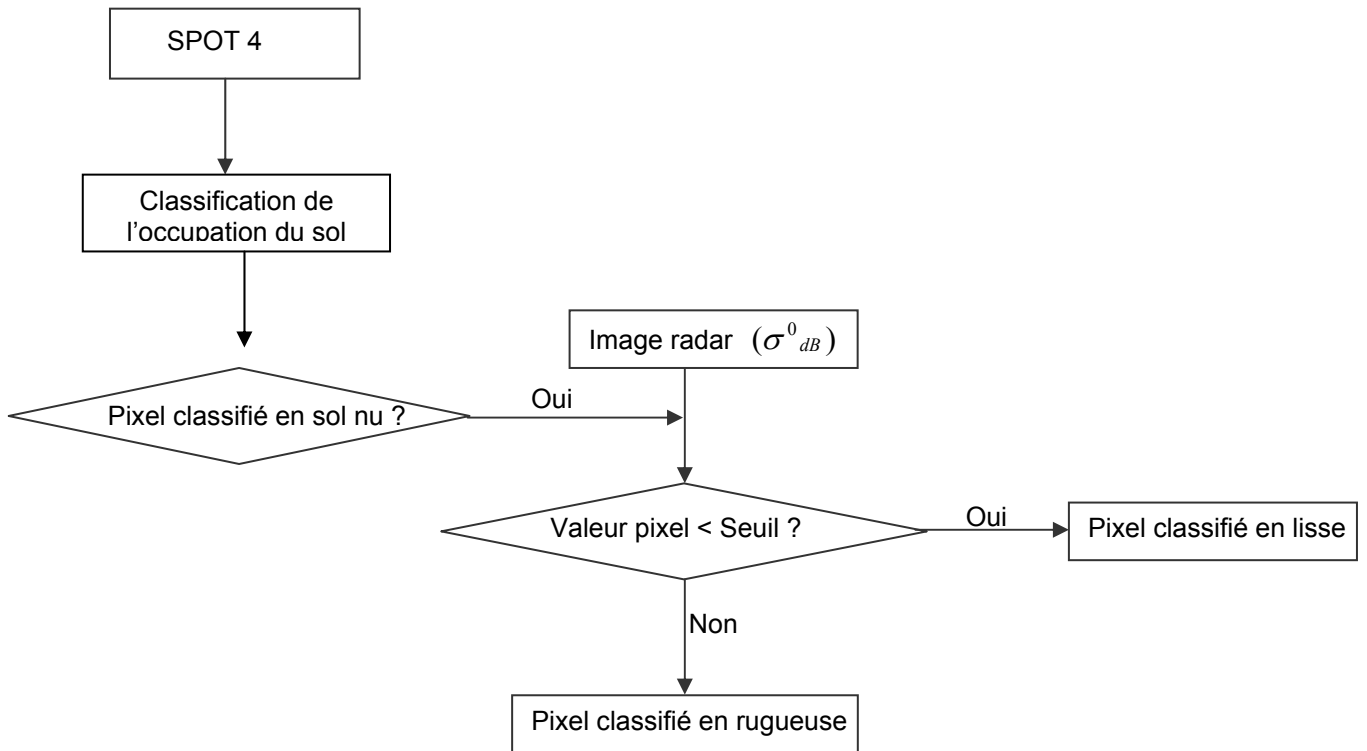 SPOT 4
Classification de
l'occupation du sol
Image radar (σ⁰dB)
Pixel classifié en sol nu ?
Oui
Valeur pixel < Seuil ?
Oui
Pixel classifié en lisse
Non
Pixel classifié en rugueuse